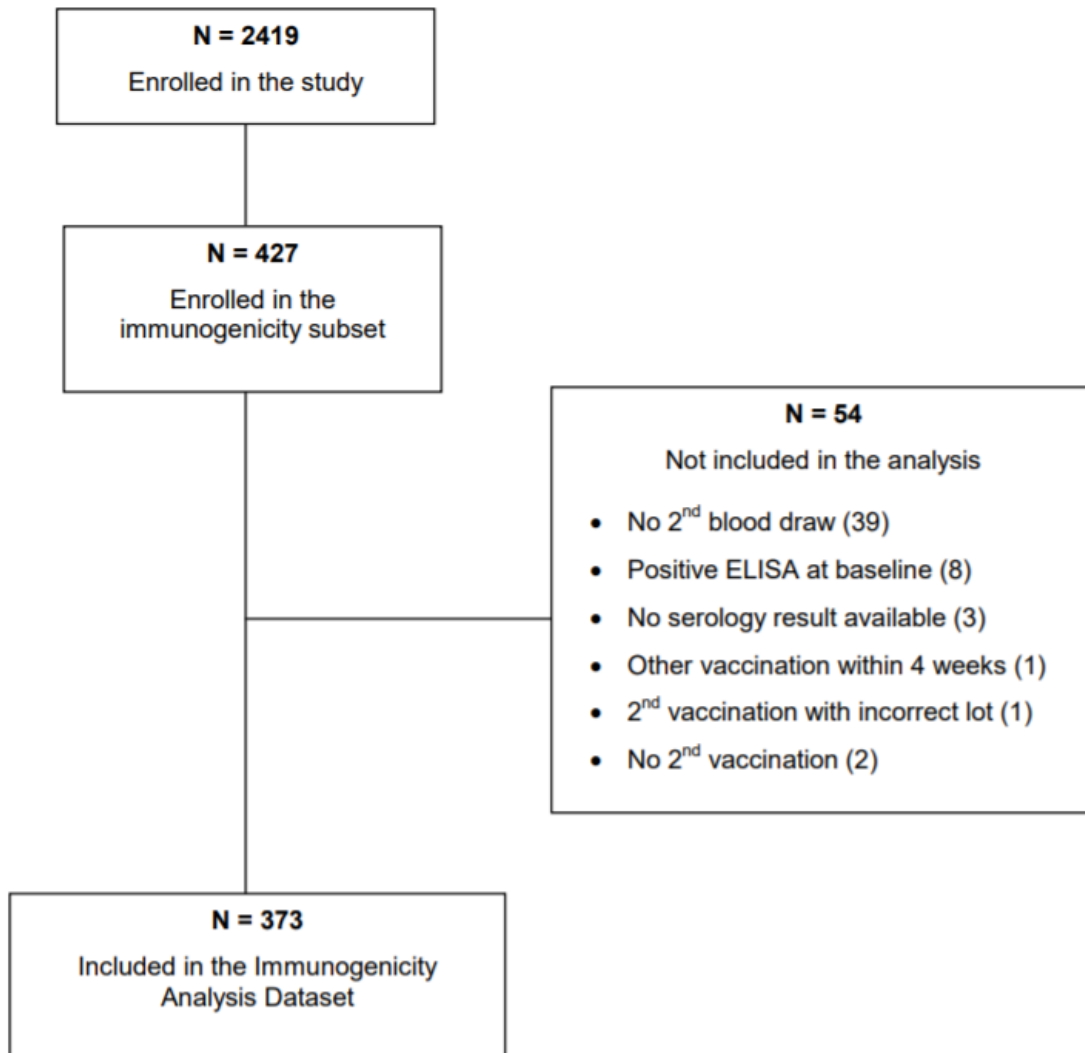 N = 2419
Enrolled in the study
N = 427
Enrolled in the
immunogenicity subset
N = 54
Not included in the analysis
• No 2nd blood draw (39)
• Positive ELISA at baseline (8)
• No serology result available (3)
• Other vaccination within 4 weeks (1)
• 2nd vaccination with incorrect lot (1)
• No 2nd vaccination (2)
N = 373
Included in the Immunogenicity
Analysis Dataset